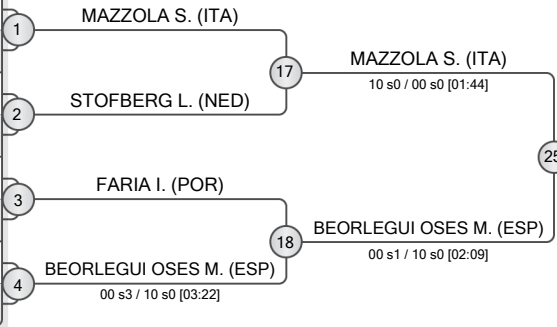 1
MAZZOLA S. (ITA)
17
MAZZOLA S. (ITA)
10 s0 / 00 s0 [01:44]
2
STOFBERG L. (NED)
25
3
FARIA I. (POR)
18
BEORLEGUI OSES M. (ESP)
00 s1 / 10 s0 [02:09]
4
BEORLEGUI OSES M. (ESP)
00 s3 / 10 s0 [03:22]